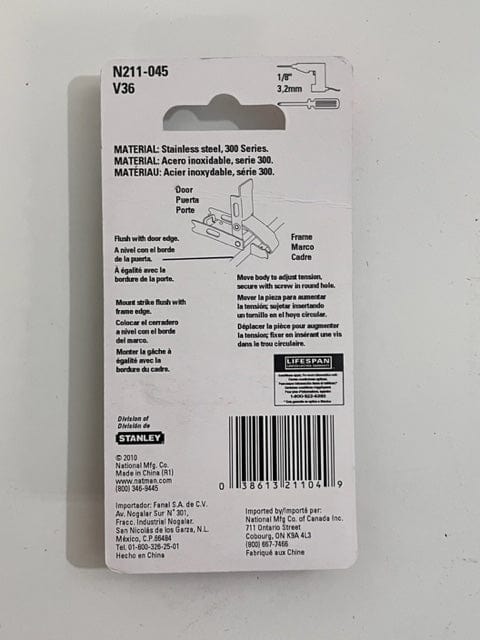 N211-045
V36
1/8"
3,2mm
MATERIAL: Stainless steel, 300 Series.
MATERIAL: Acero inoxidable, serie 300.
MATÉRIAU: Acier inoxydable, série 300.
Door
Puerta
Porte
Flush with door edge.
A nivel con el borde
de la puerta.
À égalité avec la
bordure de la porte.
Frame
Marco
Cadre
Mount strike flush with
frame edge.
Colocar el cerradero
a nivel con el borde
del marco.
Monter la gâche à
égalité avec la
bordure du cadre.
Move body to adjust tension,
secure with screw in round hole.
Mover la pieza para aumentar
la tensión; sujetar insertando
un tornillo en el hoyo circular.
Déplacer la pièce pour augmenter
la tension; fixer en insérant une vis
dans le trou circulaire.
LIFESPAN
1-800-622-4393
Division of
División de
STANLEY
© 2010
National Mfg. Co.
Made in China (R1)
www.natman.com
(800) 346-9445
0 38613 21104 9
Importador: Fanal S.A. de C.V.
Av. Nogalar Sur N° 301,
Fracc. Industrial Nogalar.
San Nicolás de los Garza, N.L.
México, C.P.66484
Tel. 01-800-326-25-01
Hecho en China
Imported by/Importé par:
National Mfg Co. of Canada Inc.
711 Ontario Street
Cobourg, ON K9A 4L3
(900) 667-7466
Fabriqué aux Chine